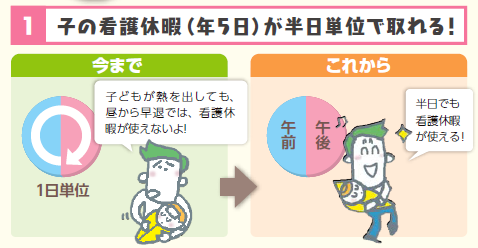 1 子の看護休暇(年5日)が半日単位で取れる!
今まで
子どもが熱を出しても、
昼から早退では、看護休
暇が使えないよ!
1日単位
これから
午前
午後
半日でも
看護休暇
が使える!